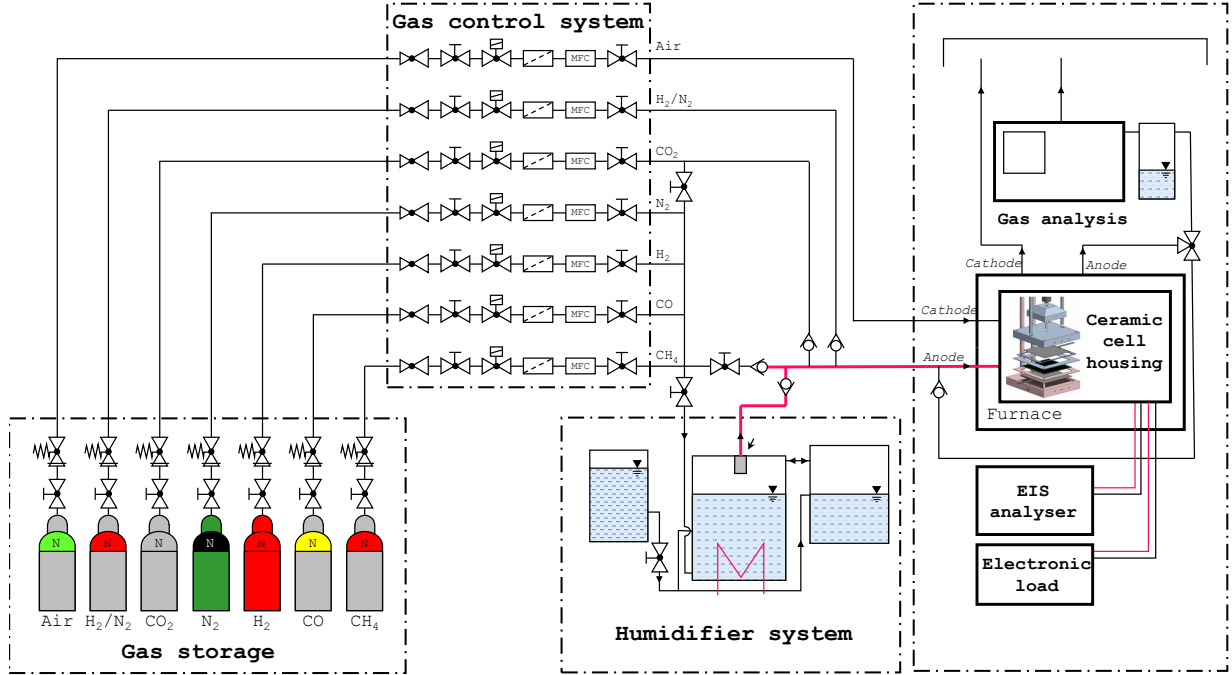 Gas control system
Air
MFC
H₂/N₂
MFC
CO₂
MFC
N₂
MFC
H₂
MFC
CO
MFC
CH₄
MFC
Gas analysis
Cathode
Anode
Cathode
Anode
Ceramic
cell
housing
Furnace
EIS
analyser
Electronic
load
N
N
N
N
N
N
Air
H₂/N₂
CO₂
N₂
H₂
CO
CH₄
Gas storage
Humidifier system